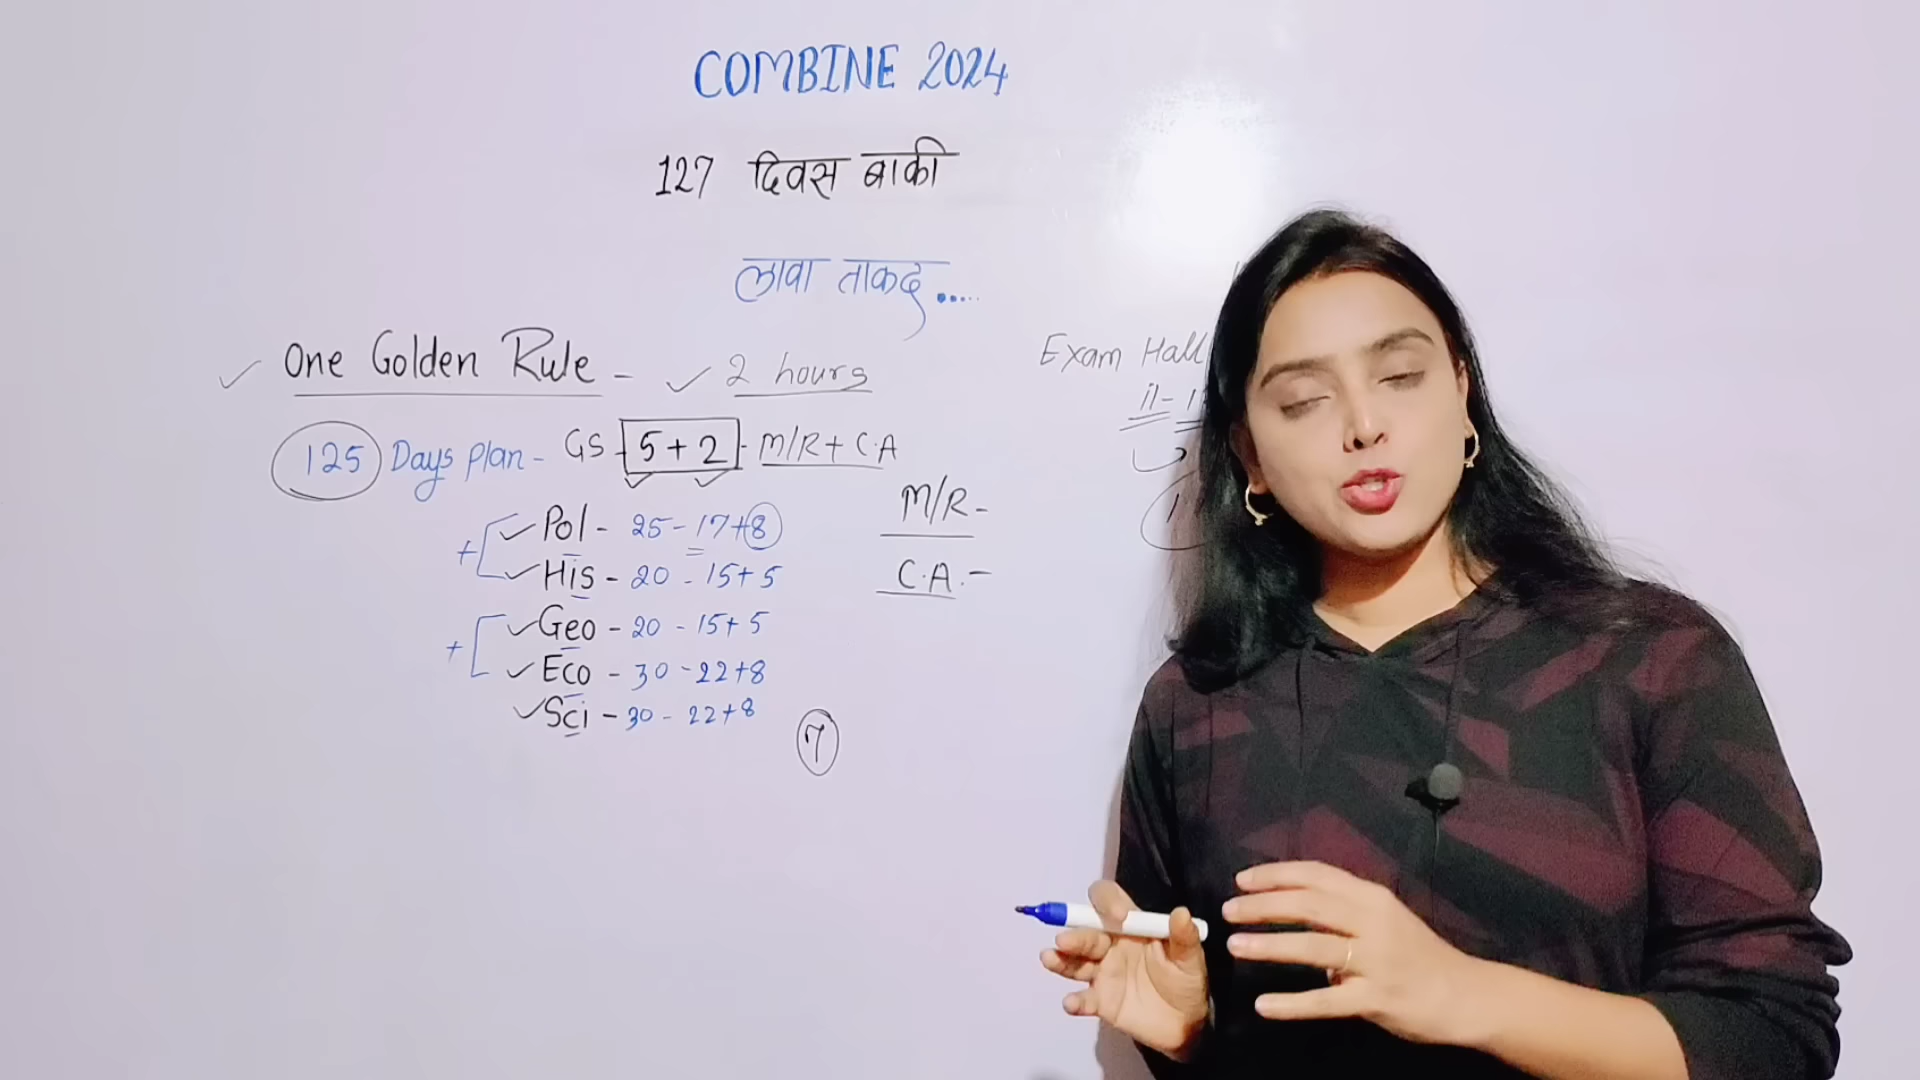 COMBINE 2024
127 दिवस बाकी
लावा ताकद.....
One Golden Rule - 2 hours
125 Days Plan - GS - 5+2 - M/R + C.A
Pol - 25 - 17+8
His - 20 - 15+5
Geo - 20 - 15+5
Eco - 30 - 22+8
Sci - 30 - 22+8
7
M/R -
C.A. -
Exam Hall
11-